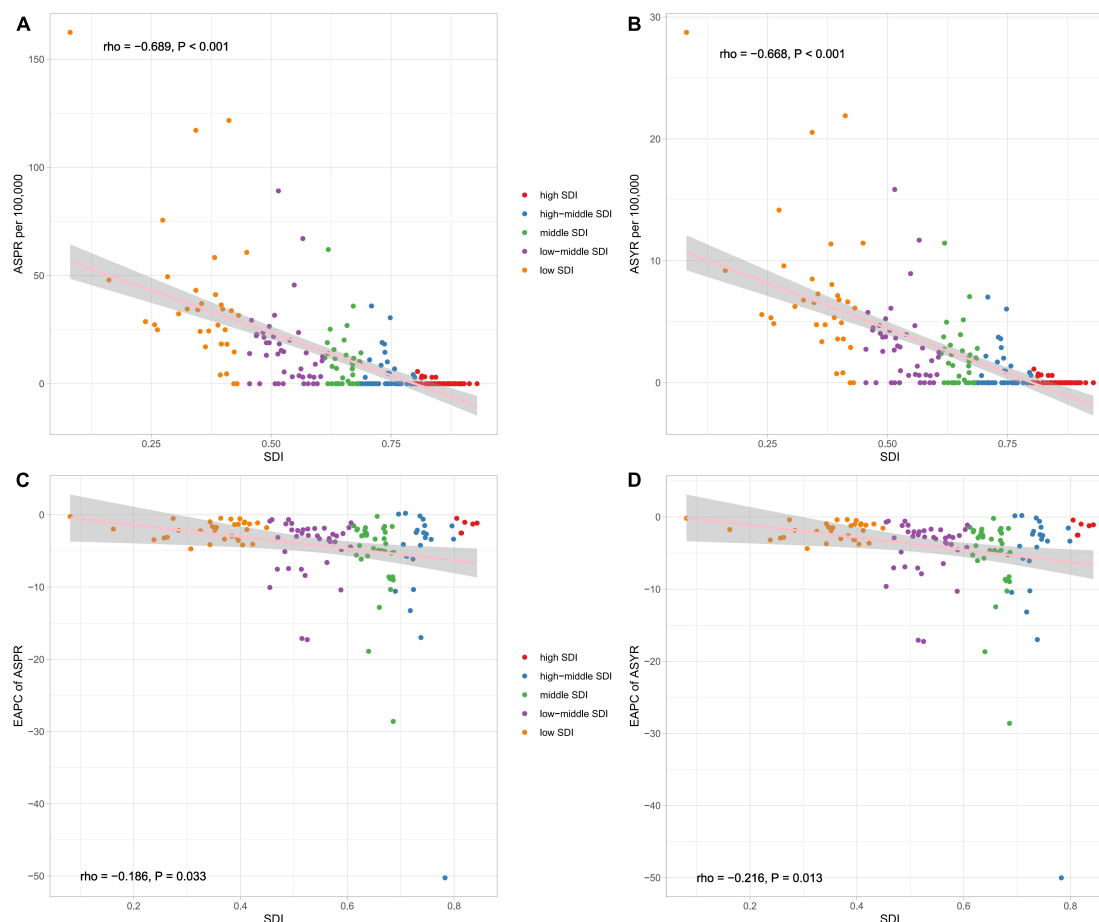 A
rho = −0.689, P < 0.001
ASPR per 100,000
150
100
50
0
0.25
0.50
0.75
SDI
high SDI
high−middle SDI
middle SDI
low−middle SDI
low SDI
B
rho = −0.668, P < 0.001
ASYR per 100,000
30
20
10
0
0.25
0.50
0.75
SDI
C
rho = −0.186, P = 0.033
EAPC of ASPR
0
−10
−20
−30
−40
−50
0.2
0.4
0.6
0.8
SDI
high SDI
high−middle SDI
middle SDI
low−middle SDI
low SDI
D
rho = −0.216, P = 0.013
EAPC of ASYR
0
−10
−20
−30
−40
−50
0.2
0.4
0.6
0.8
SDI